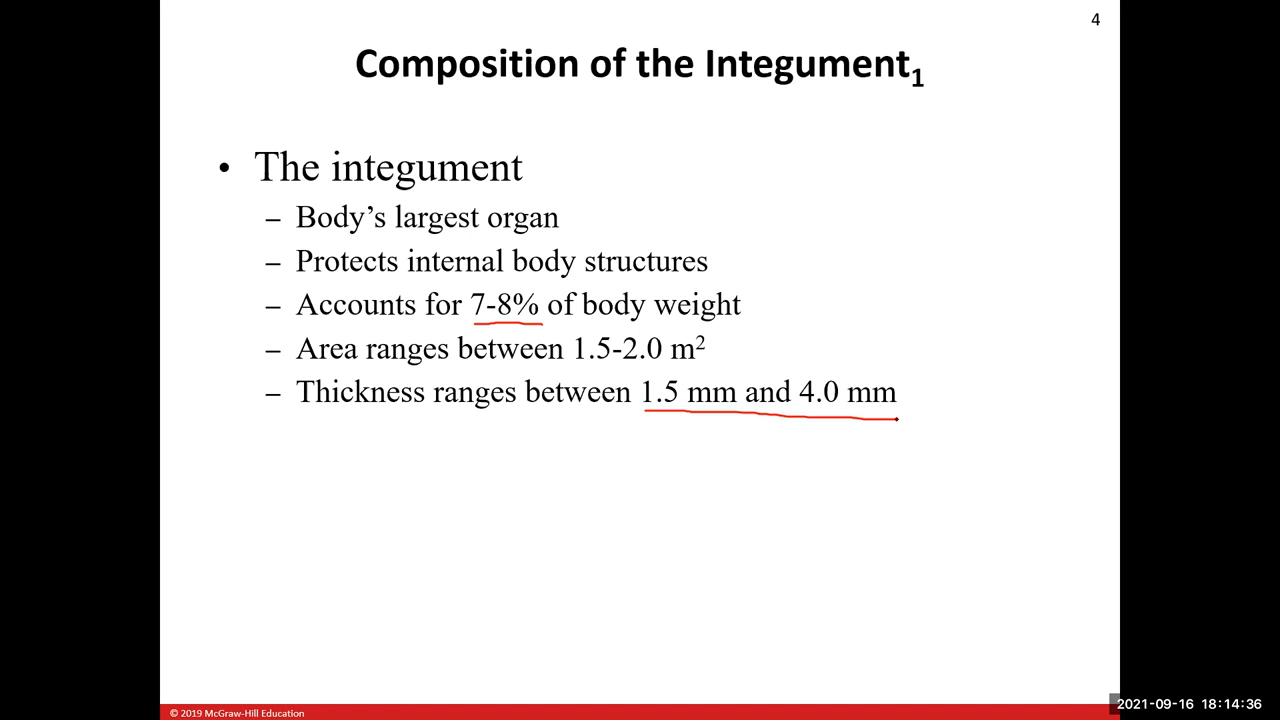 4
Composition of the Integument1
• The integument
– Body’s largest organ
– Protects internal body structures
– Accounts for 7-8% of body weight
– Area ranges between 1.5-2.0 m²
– Thickness ranges between 1.5 mm and 4.0 mm
© 2019 McGraw-Hill Education
2021-09-16 18:14:36